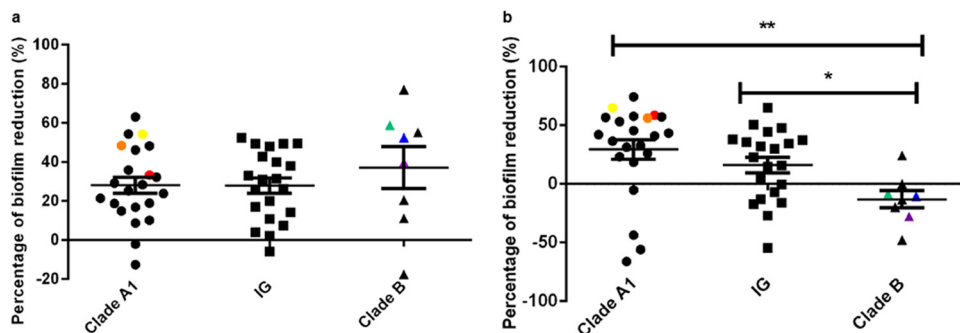 a
Percentage of biofilm reduction (%)
100
80
60
40
20
0
-20
Clade A1
IG
Clade B
b
Percentage of biofilm reduction (%)
**
*
100
50
0
-50
-100
Clade A1
IG
Clade B